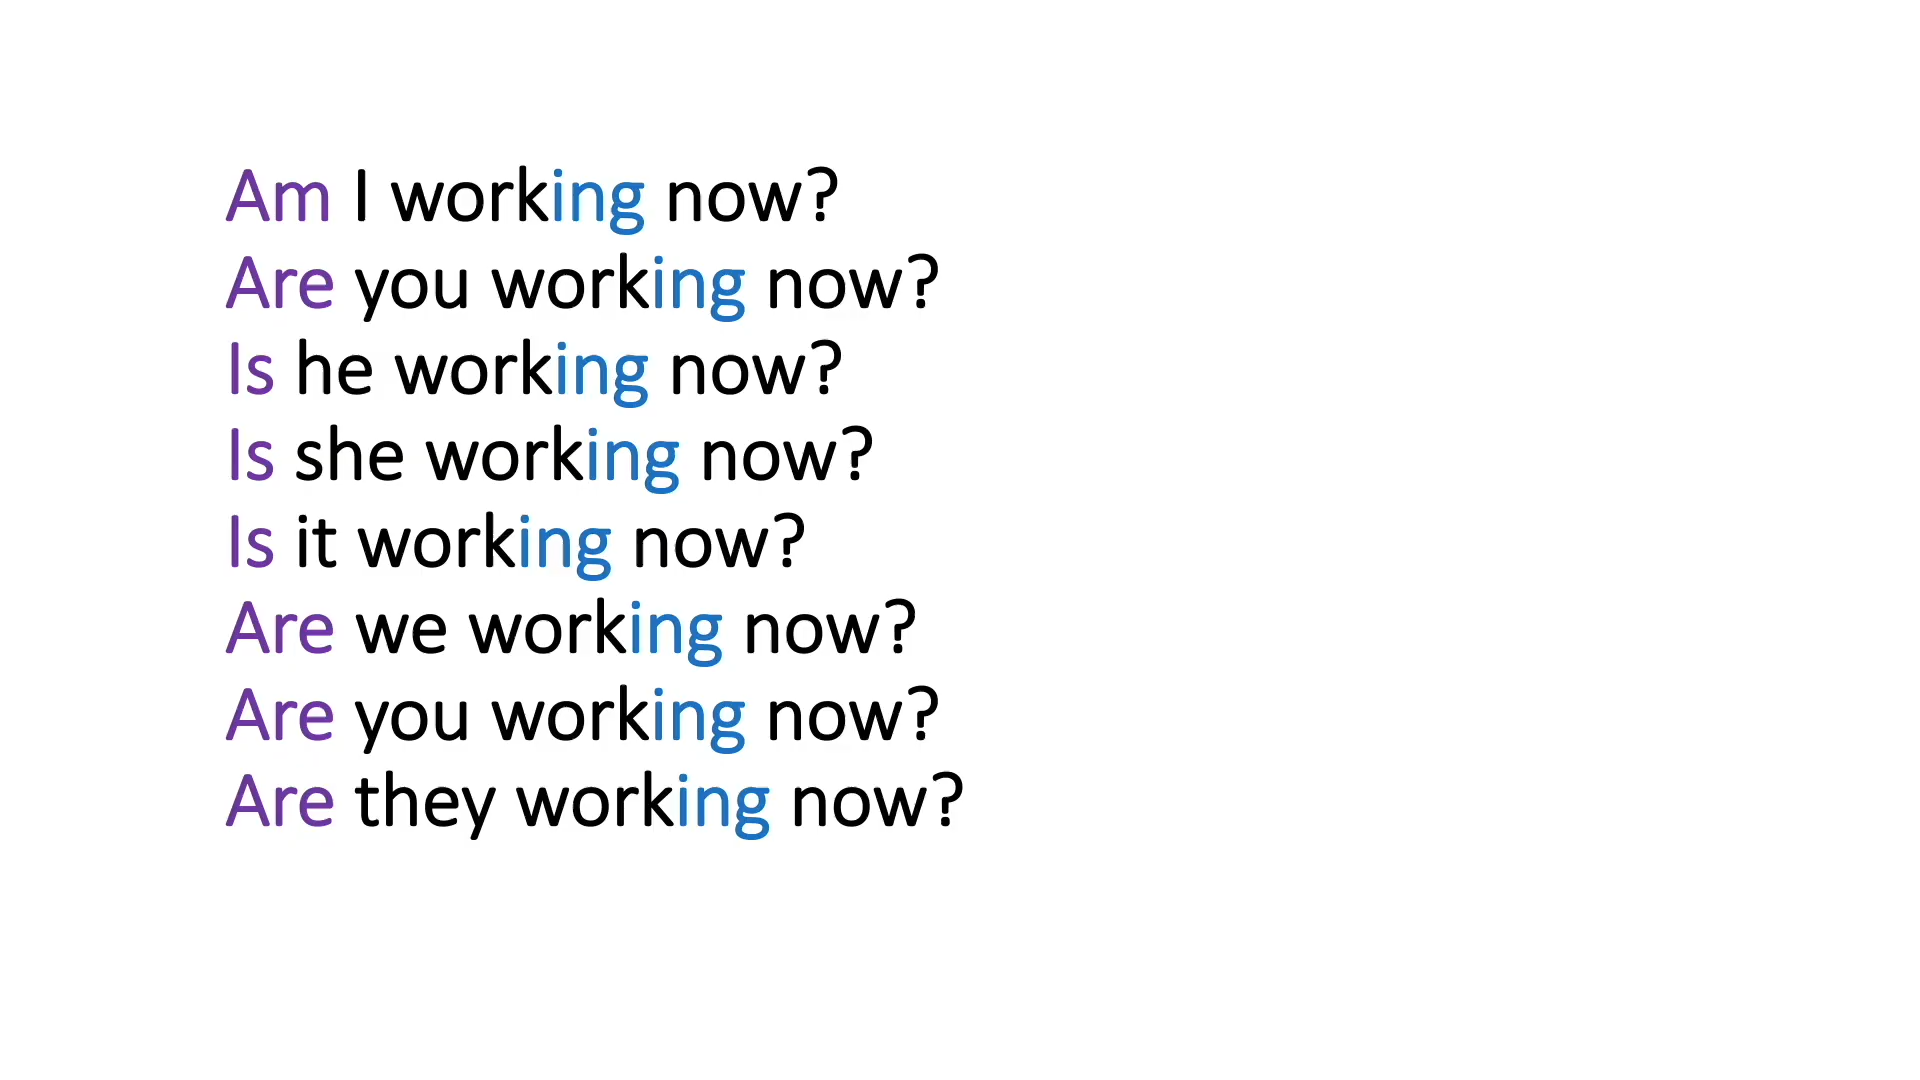 Am I working now?
Are you working now?
Is he working now?
Is she working now?
Is it working now?
Are we working now?
Are you working now?
Are they working now?